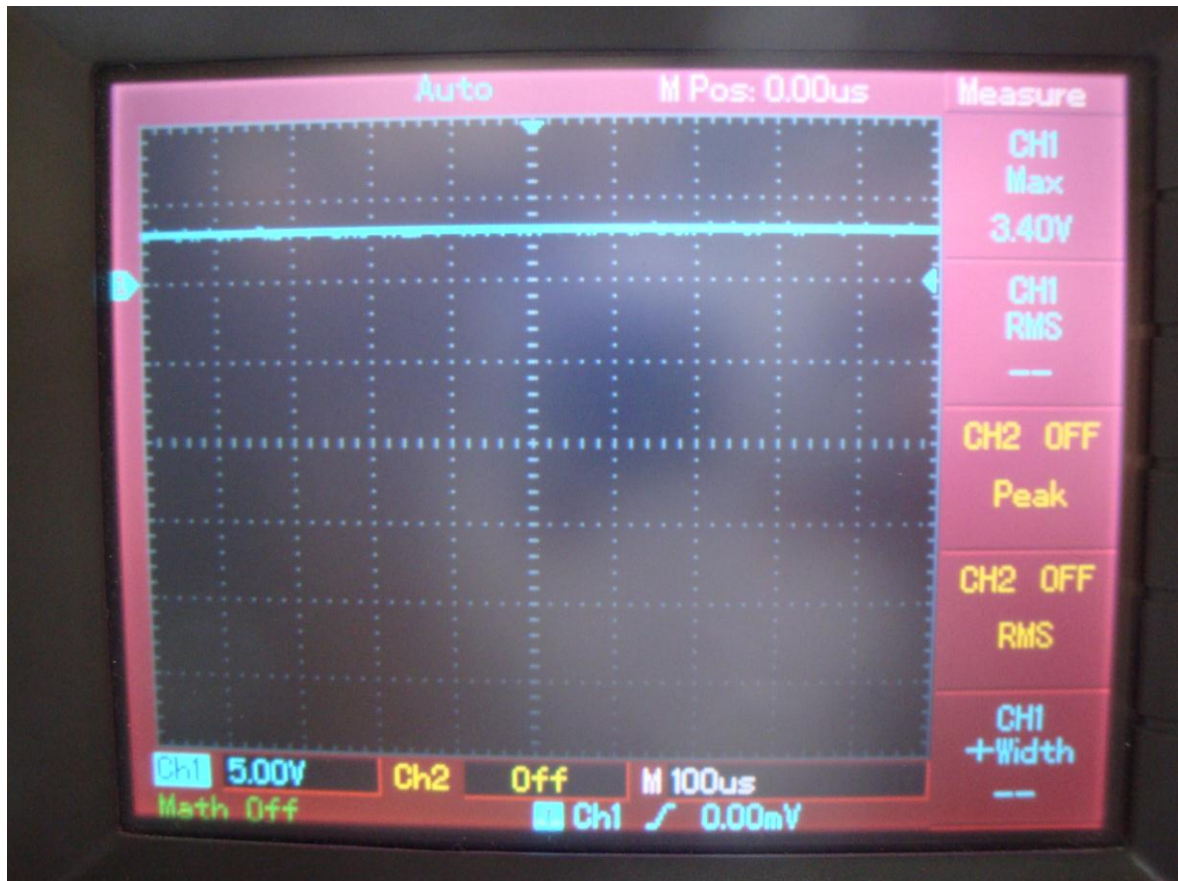 Auto M Pos: 0.00us Measure
CH1
Max
3.40V
1
CH1
RMS
--
CH2 OFF
Peak
CH2 OFF
RMS
CH1
+Width
--
Ch1 5.00V Ch2 Off M 100us
Math Off Ch1 0.00mV